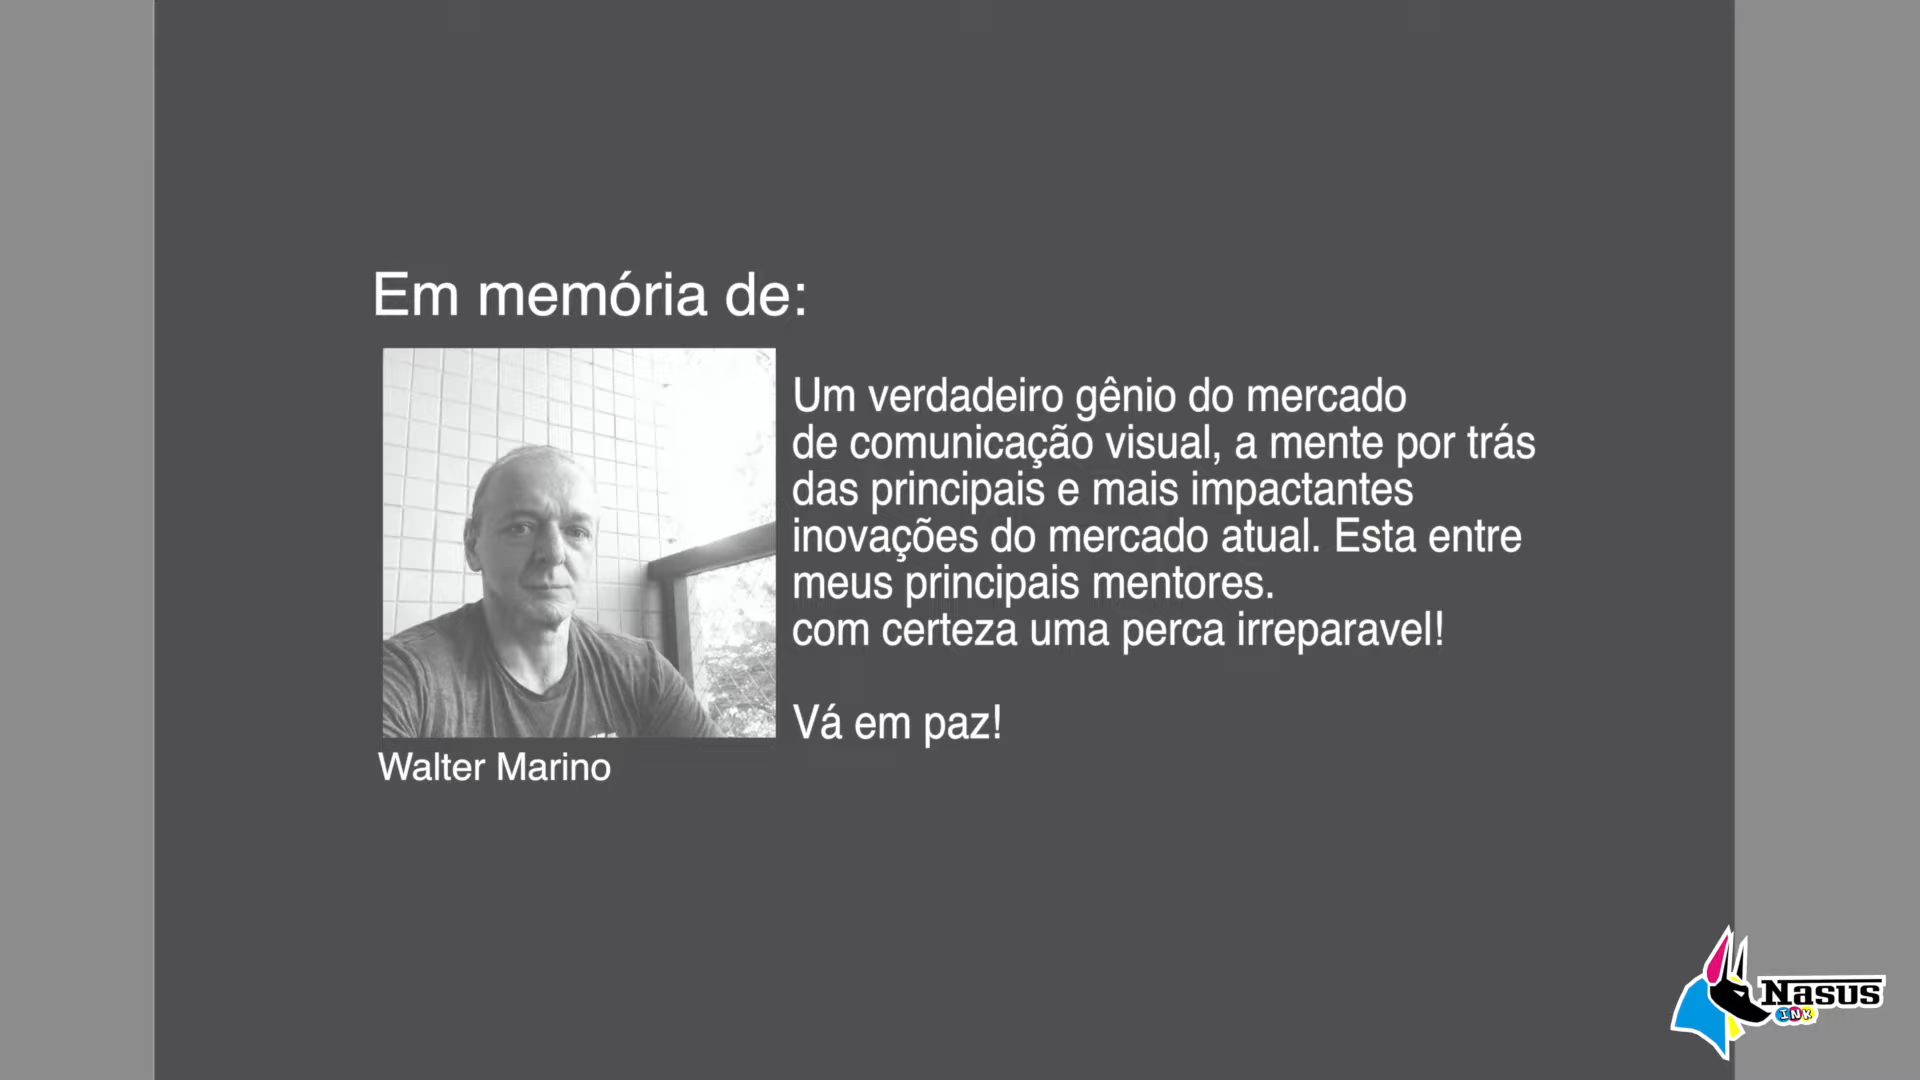 Em memória de:
Um verdadeiro gênio do mercado
de comunicação visual, a mente por trás
das principais e mais impactantes
inovações do mercado atual. Esta entre
meus principais mentores.
com certeza uma perca irreparavel!
Vá em paz!
Walter Marino
Nasus
INK